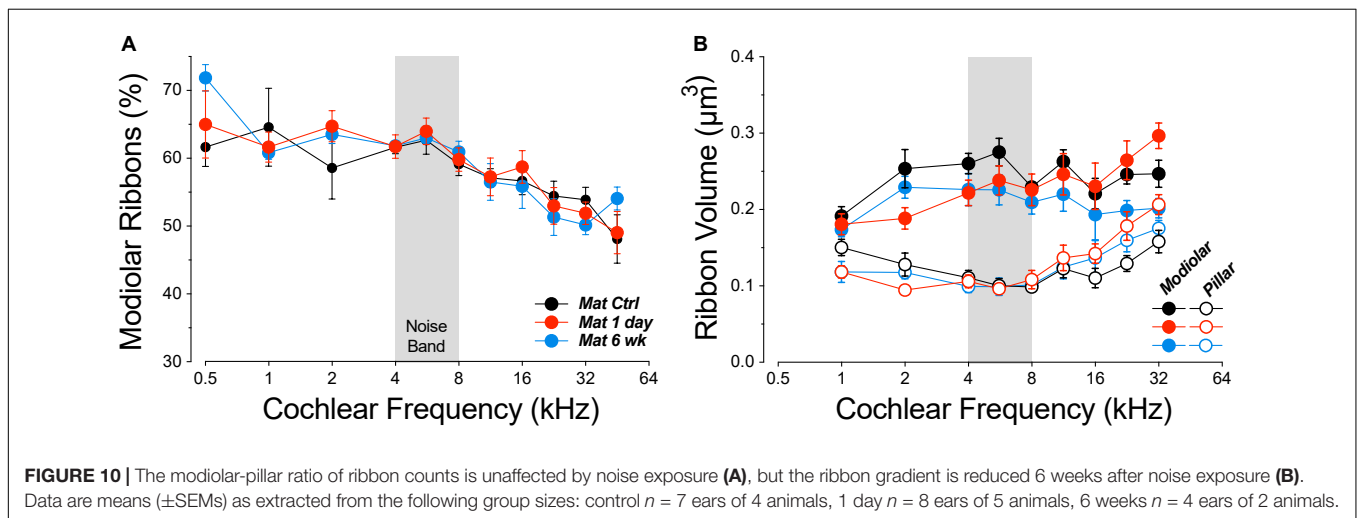 A
Modiolar Ribbons (%)
70
60
50
40
30
Noise
Band
Mat Ctrl
Mat 1 day
Mat 6 wk
0.5 1 2 4 8 16 32 64
Cochlear Frequency (kHz)
B
Ribbon Volume (µm³)
0.4
0.3
0.2
0.1
0.0
Modiolar
Pillar
0.5 1 2 4 8 16 32 64
Cochlear Frequency (kHz)
FIGURE 10 | The modiolar-pillar ratio of ribbon counts is unaffected by noise exposure (A), but the ribbon gradient is reduced 6 weeks after noise exposure (B).
Data are means (±SEMs) as extracted from the following group sizes: control n = 7 ears of 4 animals, 1 day n = 8 ears of 5 animals, 6 weeks n = 4 ears of 2 animals.